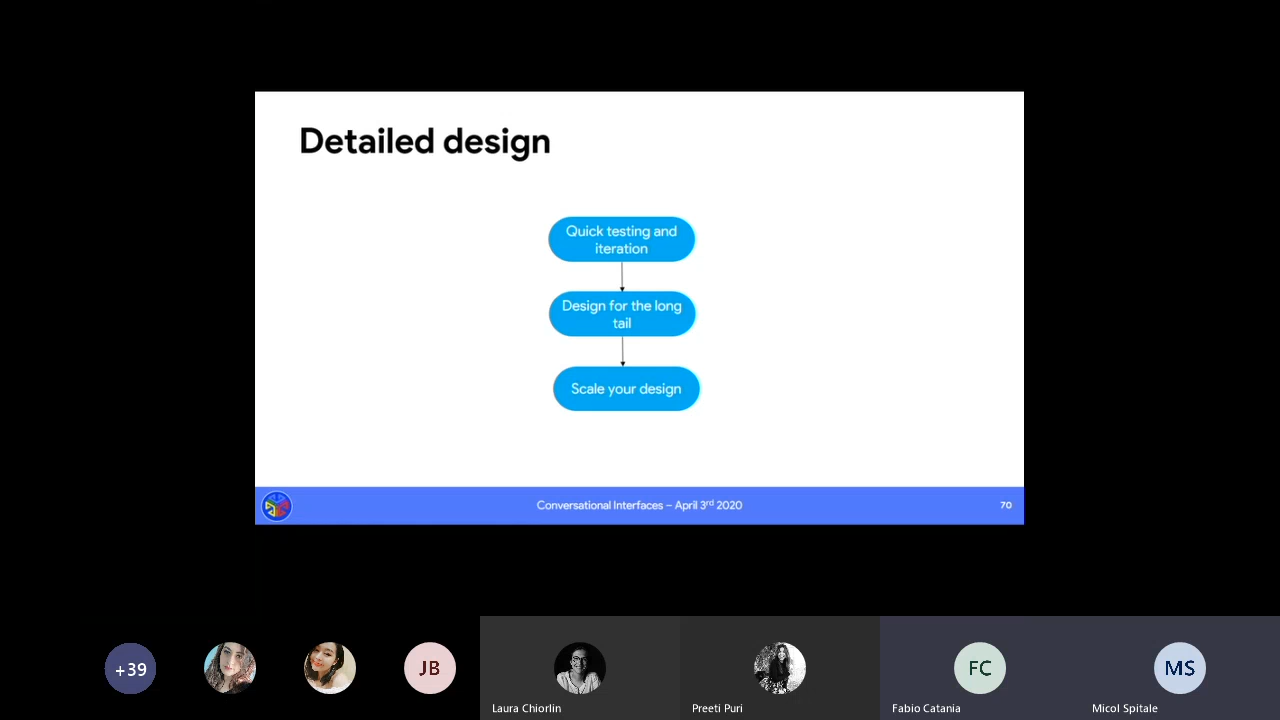 Detailed design
Quick testing and
iteration
Design for the long
tail
Scale your design
Conversational Interfaces – April 3rd 2020
70
+39
JB
FC
MS
Laura Chiorlin
Preeti Puri
Fabio Catania
Micol Spitale